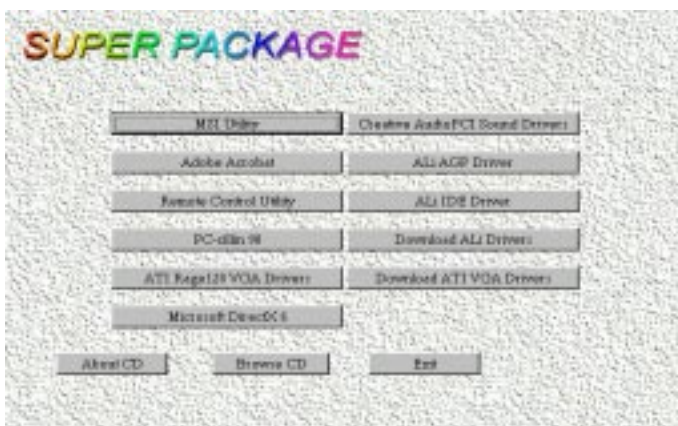 SUPER PACKAGE
MSI Utility
Creative AudioPCI Sound Drivers
Adobe Acrobat
ALi AGP Driver
Remote Control Utility
ALi IDE Driver
PC-cillin 98
Download ALi Drivers
ATI Rage128 VGA Drivers
Download ATI VGA Drivers
Microsoft DirectX 6
About CD
Browse CD
Exit